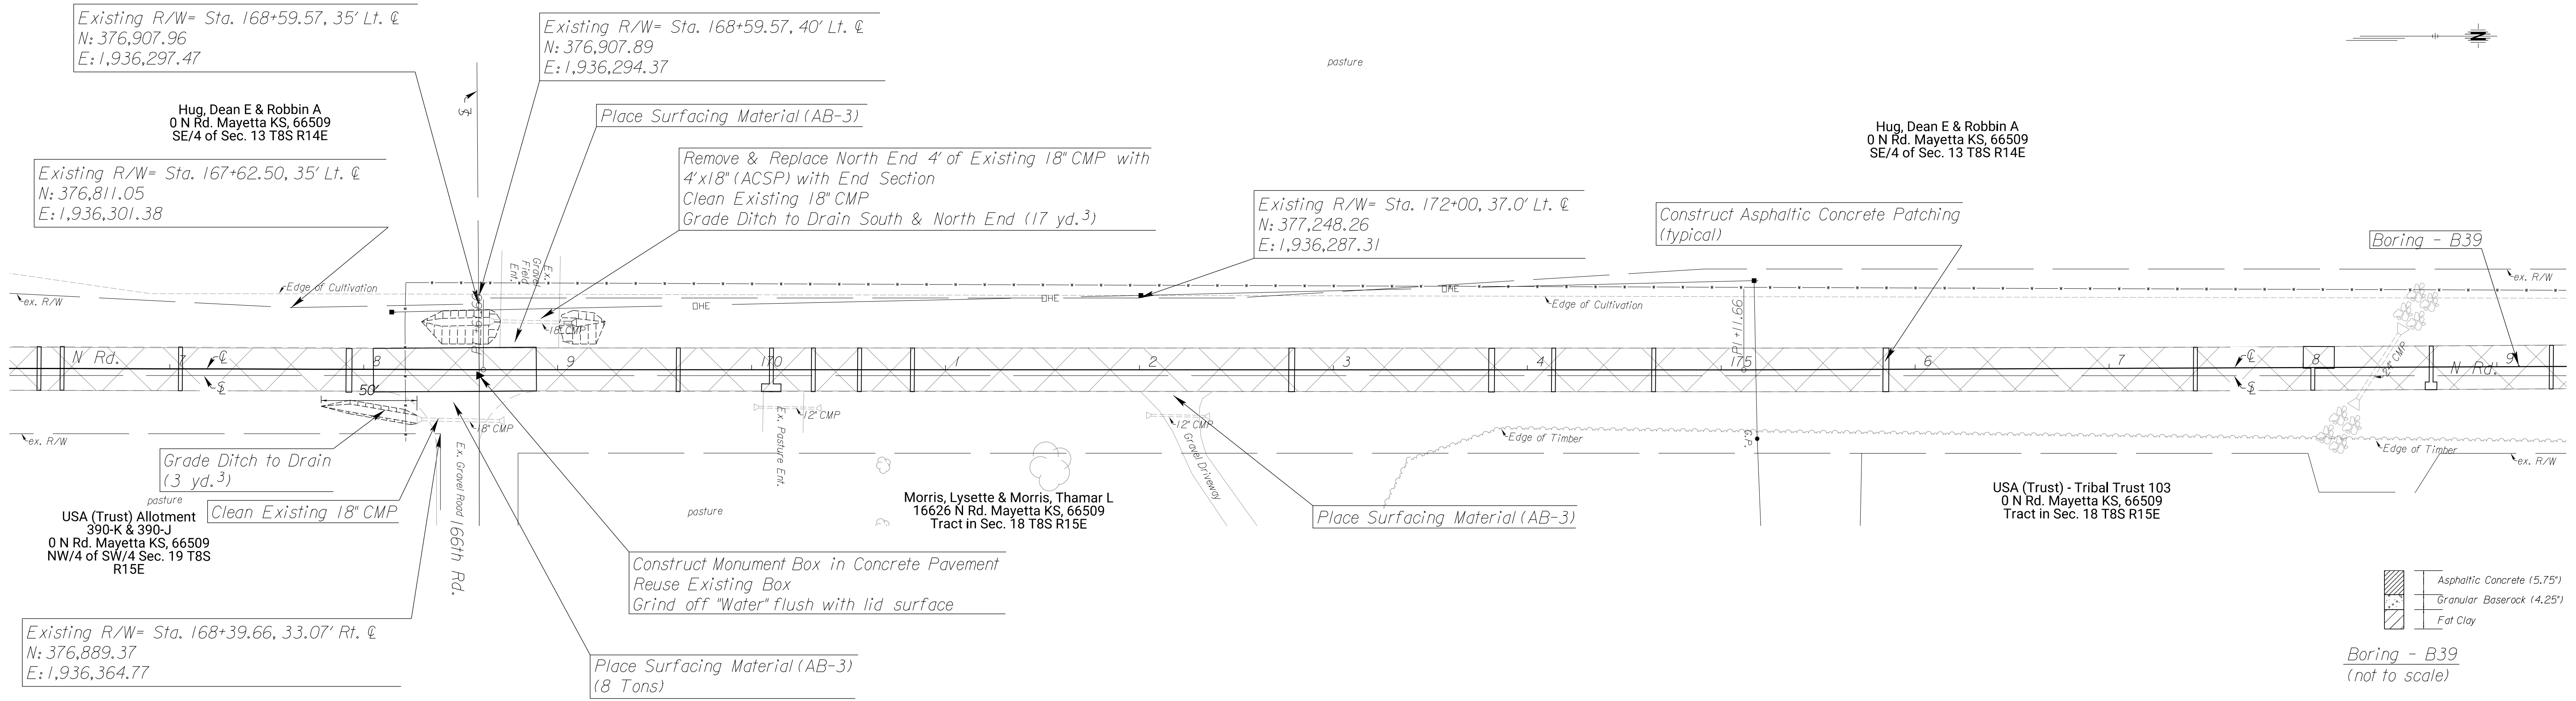 Existing R/W= Sta. 168+59.57, 35' Lt. ℄
N: 376,907.96
E: 1,936,297.47
Existing R/W= Sta. 168+59.57, 40' Lt. ℄
N: 376,907.89
E: 1,936,294.37
pasture
N
Hug, Dean E & Robbin A
0 N Rd. Mayetta KS, 66509
SE/4 of Sec. 13 T8S R14E
Place Surfacing Material (AB-3)
Hug, Dean E & Robbin A
0 N Rd. Mayetta KS, 66509
SE/4 of Sec. 13 T8S R14E
Existing R/W= Sta. 167+62.50, 35' Lt. ℄
N: 376,811.05
E: 1,936,301.38
Remove & Replace North End 4' of Existing 18" CMP with
4'x18" (ACSP) with End Section
Clean Existing 18" CMP
Grade Ditch to Drain South & North End (17 yd.3)
Existing R/W= Sta. 172+00, 37.0' Lt. ℄
N: 377,248.26
E: 1,936,287.31
Construct Asphaltic Concrete Patching
(typical)
Boring - B39
Ex.
Gravel
Field
Ent.
ex. R/W
Edge of Cultivation
OHE
OHE
OHE
Edge of Cultivation
ex. R/W
18" CMP
PI+11.66
N Rd.
7
℄
8
9
170
1
2
3
4
175
6
7
℄
8
9
N Rd.
24" CMP
50'
18" CMP
12" CMP
Ex. Pasture Ent.
12" CMP
Gravel Driveway
Edge of Timber
G.P.
Edge of Timber
ex. R/W
ex. R/W
Grade Ditch to Drain
(3 yd.3)
pasture
Clean Existing 18" CMP
USA (Trust) Allotment
390-K & 390-J
0 N Rd. Mayetta KS, 66509
NW/4 of SW/4 Sec. 19 T8S
R15E
Ex. Gravel Road
166th Rd.
pasture
Morris, Lysette & Morris, Thamar L
16626 N Rd. Mayetta KS, 66509
Tract in Sec. 18 T8S R15E
Place Surfacing Material (AB-3)
USA (Trust) - Tribal Trust 103
0 N Rd. Mayetta KS, 66509
Tract in Sec. 18 T8S R15E
Construct Monument Box in Concrete Pavement
Reuse Existing Box
Grind off "Water" flush with lid surface
Existing R/W= Sta. 168+39.66, 33.07' Rt. ℄
N: 376,889.37
E: 1,936,364.77
Place Surfacing Material (AB-3)
(8 Tons)
Asphaltic Concrete (5.75")
Granular Baserock (4.25")
Fat Clay
Boring - B39
(not to scale)